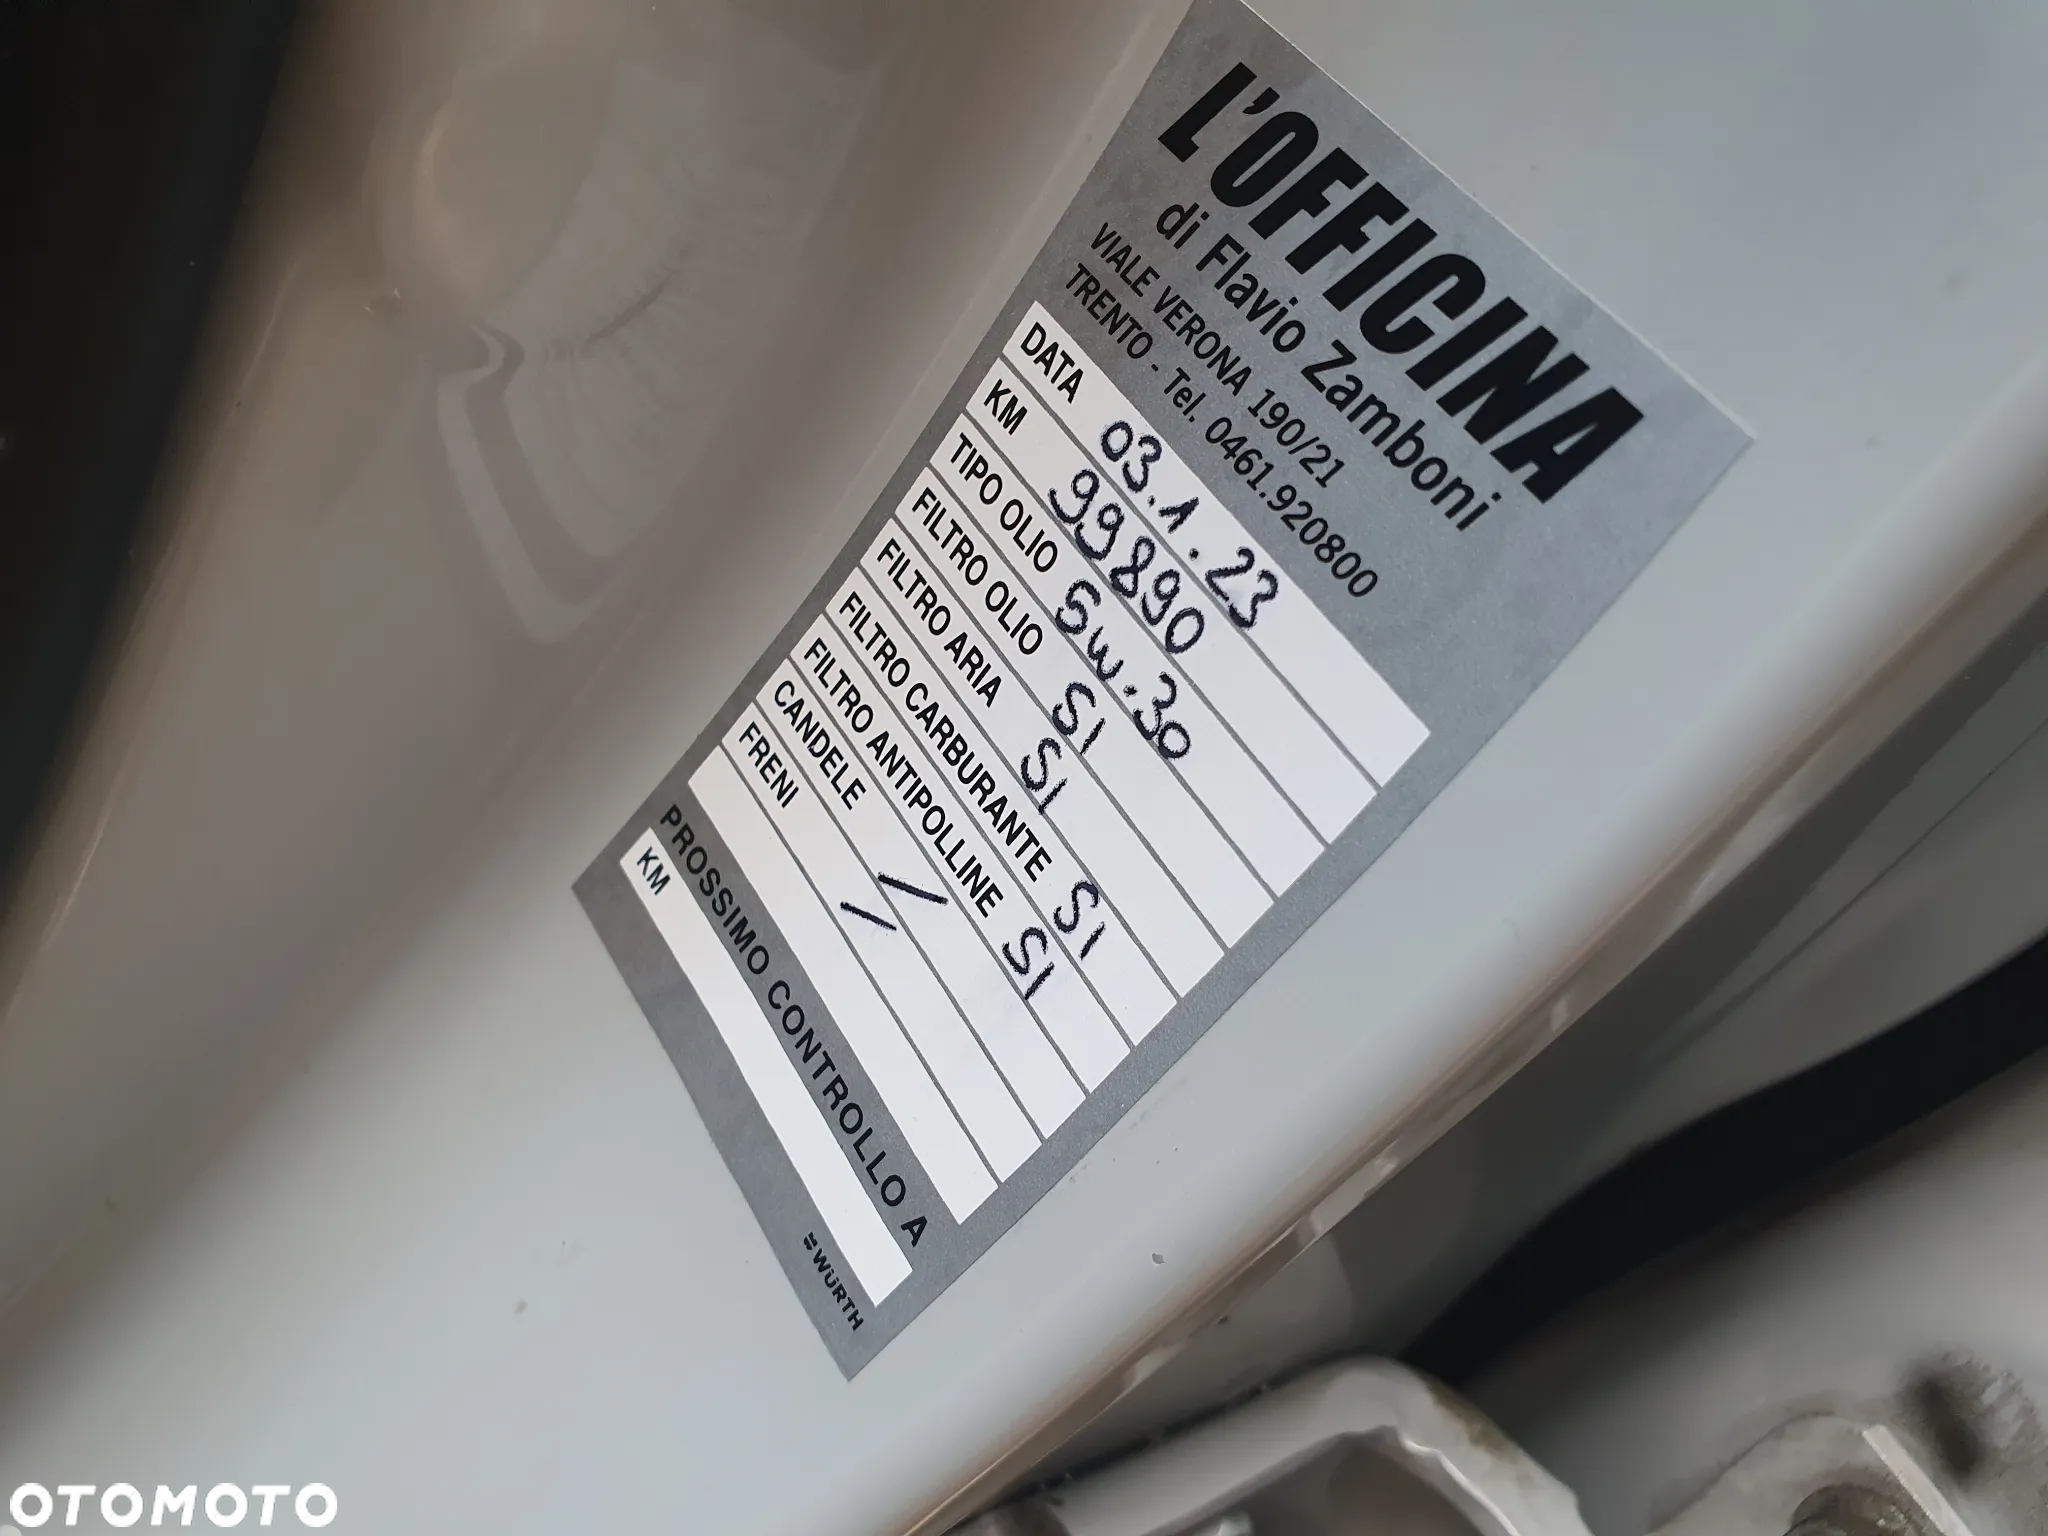 L'OFFICINA
di Flavio Zamboni
VIALE VERONA 190/21
TRENTO - Tel. 0461.920800
DATA 03.1.23
KM 99890
TIPO OLIO 5w.30
FILTRO OLIO SI
FILTRO ARIA SI
FILTRO CARBURANTE SI
FILTRO ANTIPOLLINE SI
CANDELE /
FRENI /
PROSSIMO CONTROLLO A
KM
WÜRTH
OTOMOTO